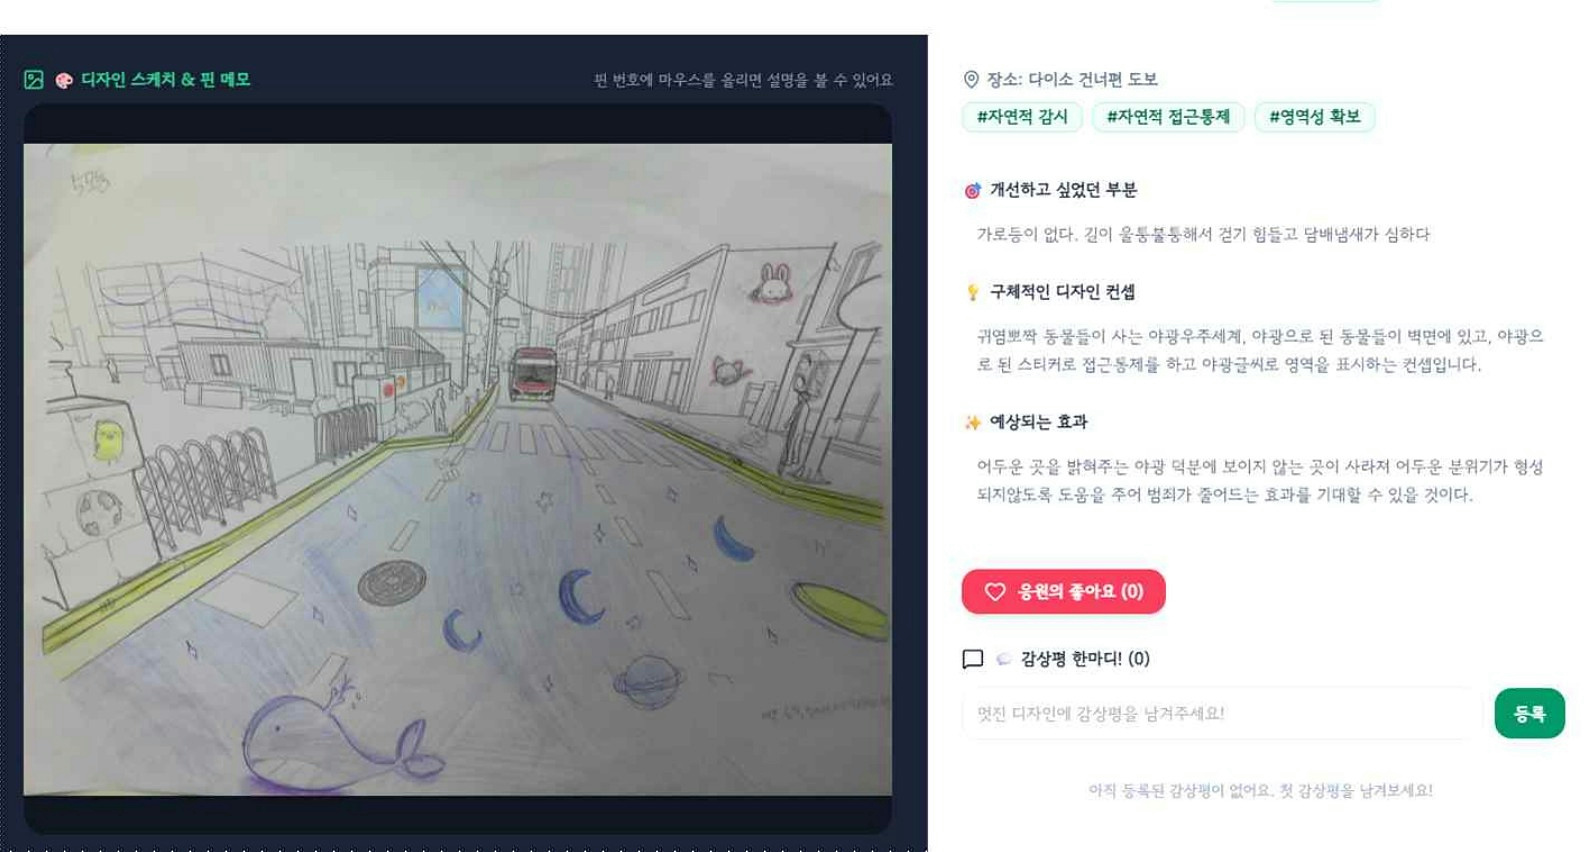 디자인 스케치 & 핀 메모
핀 번호에 마우스를 올리면 설명을 볼 수 있어요
장소: 다이소 건너편 도보
#자연적 감시 #자연적 접근통제 #영역성 확보
개선하고 싶었던 부분
가로등이 없다. 길이 울퉁불퉁해서 걷기 힘들고 담배냄새가 심하다
구체적인 디자인 컨셉
귀염뽀짝 동물들이 사는 야광우주세계, 야광으로 된 동물들이 벽면에 있고, 야광으
로 된 스티커로 접근통제를 하고 야광글씨로 영역을 표시하는 컨셉입니다.
예상되는 효과
어두운 곳을 밝혀주는 야광 덕분에 보이지 않는 곳이 사라져 어두운 분위기가 형성
되지않도록 도움을 주어 범죄가 줄어드는 효과를 기대할 수 있을 것이다.
응원의 좋아요 (0)
감상평 한마디! (0)
멋진 디자인에 감상평을 남겨주세요!
등록
아직 등록된 감상평이 없어요. 첫 감상평을 남겨보세요!